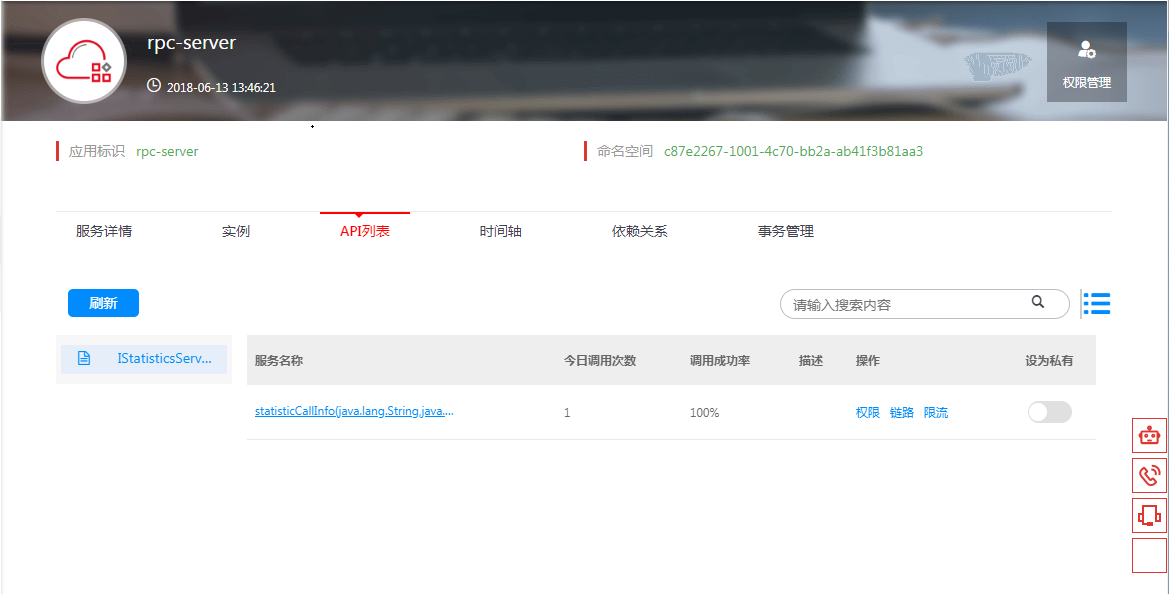 rpc-server
2018-06-13 13:46:21
权限管理
应用标识 rpc-server
命名空间 c87e2267-1001-4c70-bb2a-ab41f3b81aa3
服务详情 实例 API列表 时间轴 依赖关系 事务管理
刷新
请输入搜索内容
IStatisticsServ...
服务名称 今日调用次数 调用成功率 描述 操作 设为私有
statisticCallInfo(java.lang.String,java....
1 100% 权限 链路 限流